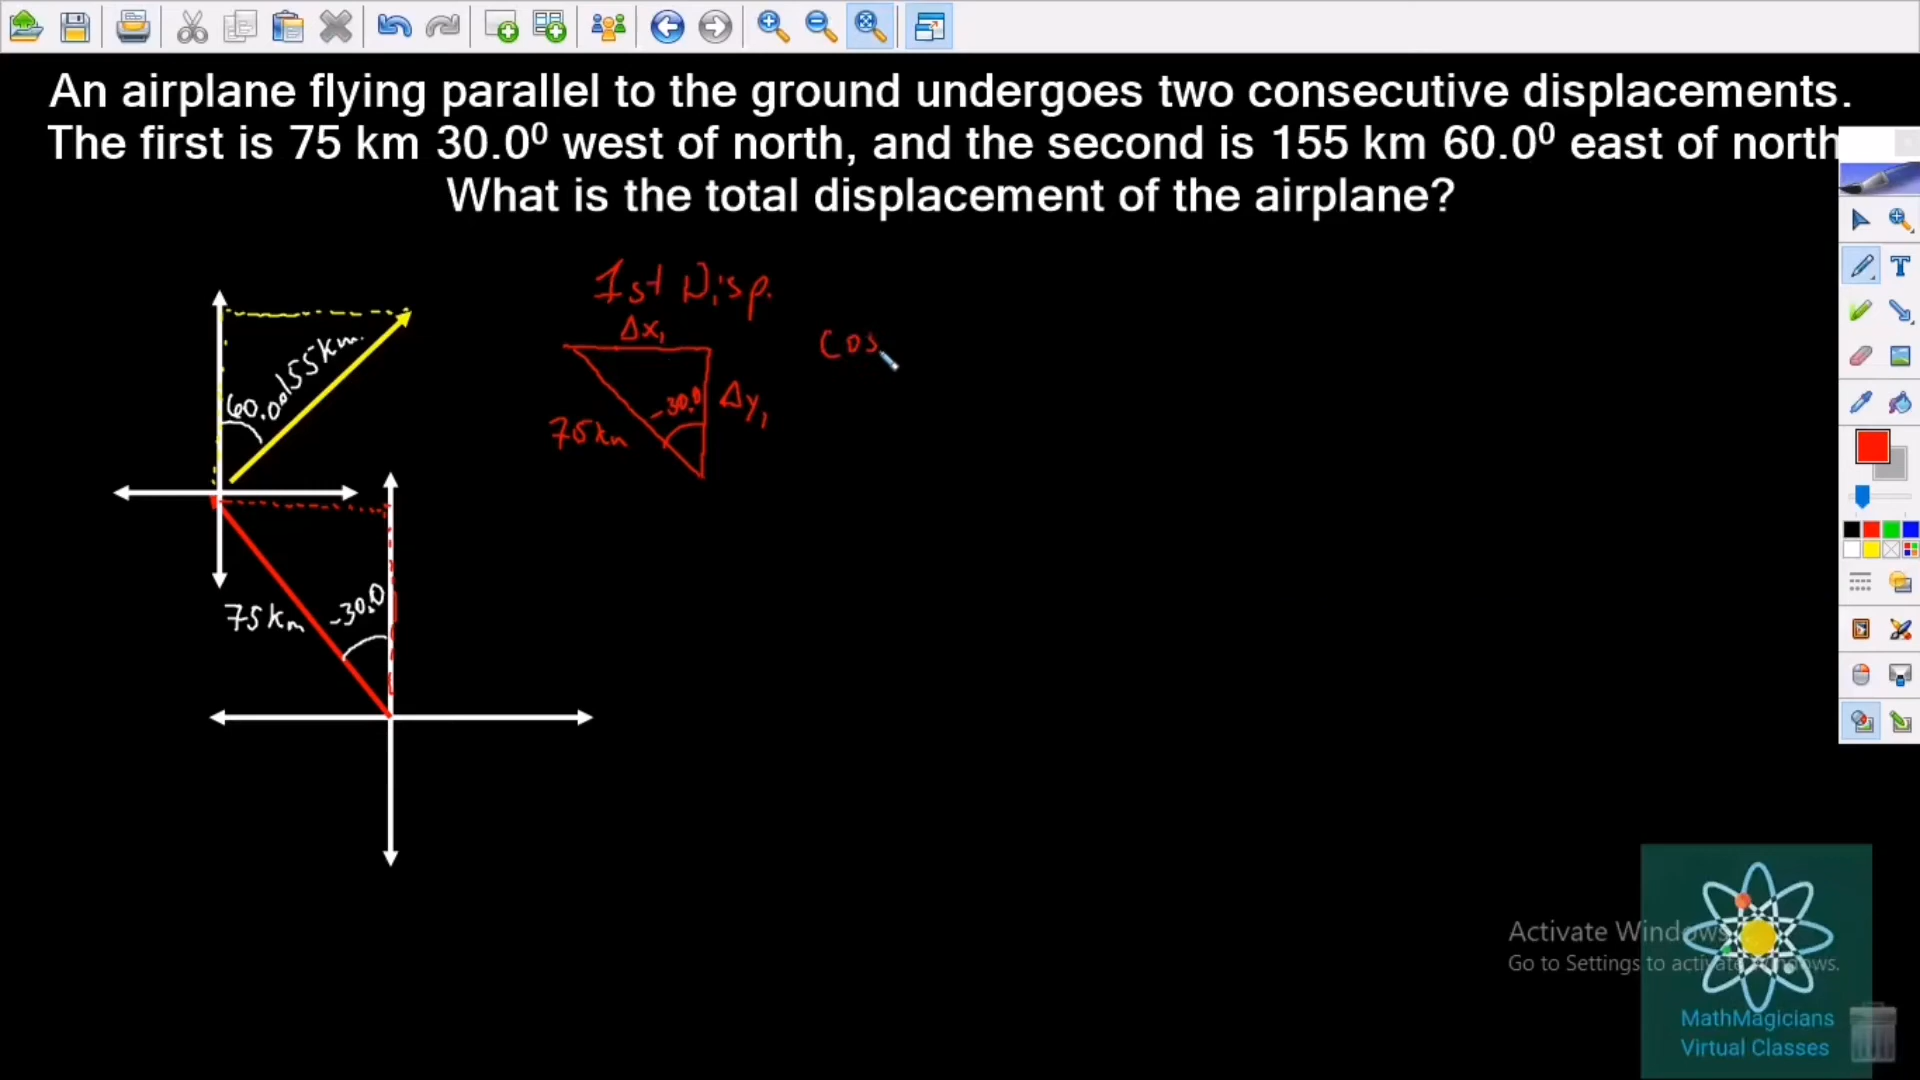 An airplane flying parallel to the ground undergoes two consecutive displacements.
The first is 75 km 30.0⁰ west of north, and the second is 155 km 60.0⁰ east of north
What is the total displacement of the airplane?
1st Disp.
Δx₁
cos
155km
60.0⁰
-30.0
Δy₁
75km
-30.0
75km
Activate Windows
Go to Settings to activate Windows.
MathMagicians
Virtual Classes